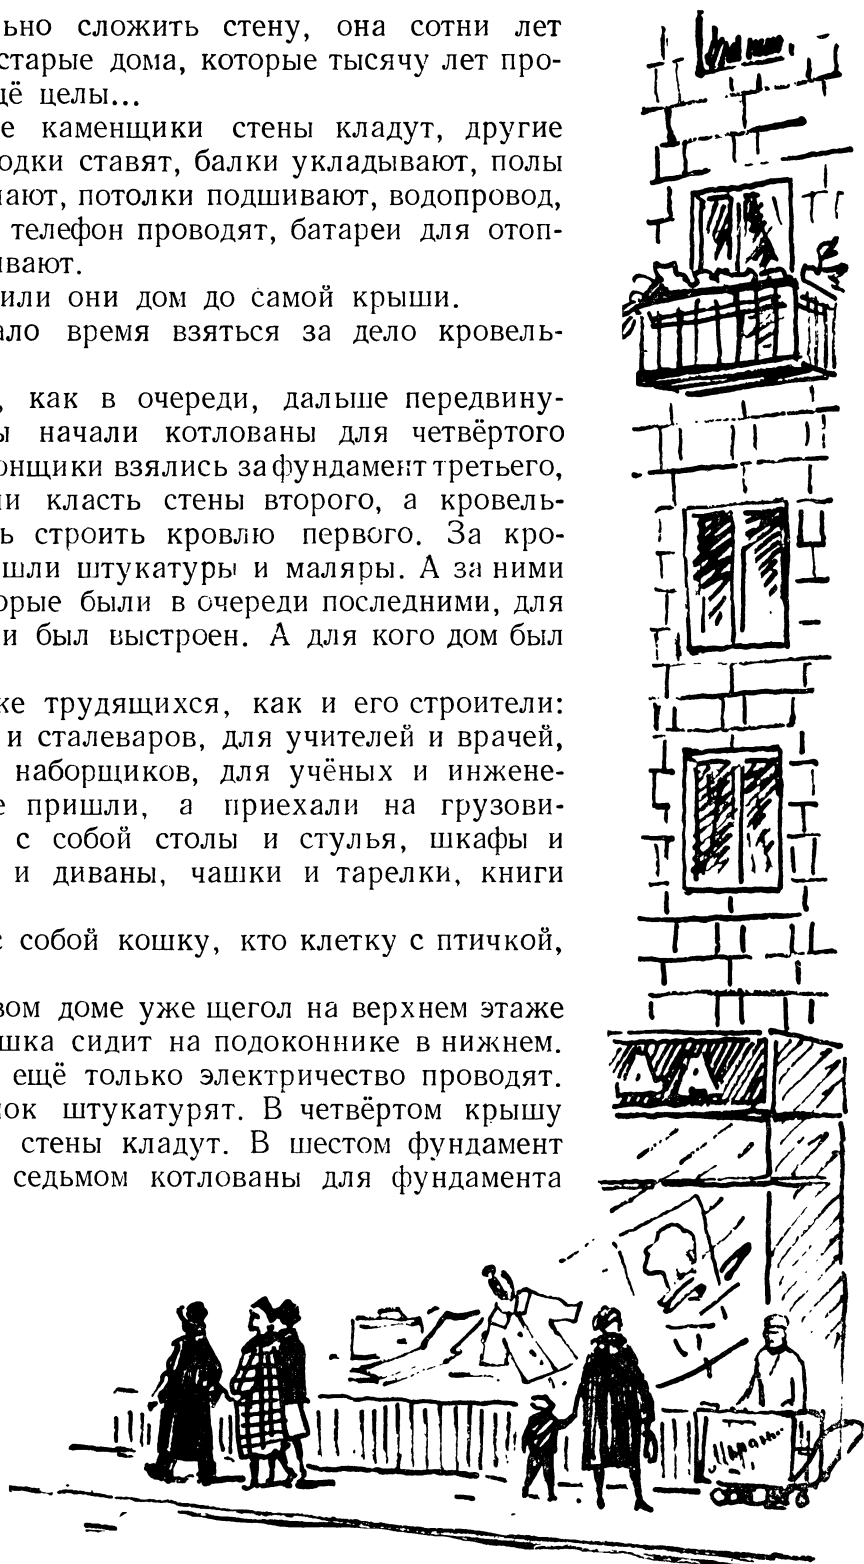 ьно сложить стену, она сотни лет
старые дома, которые тысячу лет про-
щё целы...
е каменщики стены кладут, другие
одки ставят, балки укладывают, полы
ают, потолки подшивают, водопровод,
телефон проводят, батареи для отоп-
ивают.
или они дом до самой крыши.
ало время взяться за дело кровель-
, как в очереди, дальше передвину-
ы начали котлованы для четвёртого
онщики взялись за фундамент третьего,
ли класть стены второго, а кровель-
ь строить кровлю первого. За кро-
шли штукатуры и маляры. А за ними
орые были в очереди последними, для
и был выстроен. А для кого дом был
же трудящихся, как и его строители:
и сталеваров, для учителей и врачей,
наборщиков, для учёных и инжене-
е пришли, а приехали на грузови-
с собой столы и стулья, шкафы и
и диваны, чашки и тарелки, книги
с собой кошку, кто клетку с птичкой,
вом доме уже щегол на верхнем этаже
шка сидит на подоконнике в нижнем.
ещё только электричество проводят.
лок штукатурят. В четвёртом крышу
стены кладут. В шестом фундамент
седьмом котлованы для фундамента